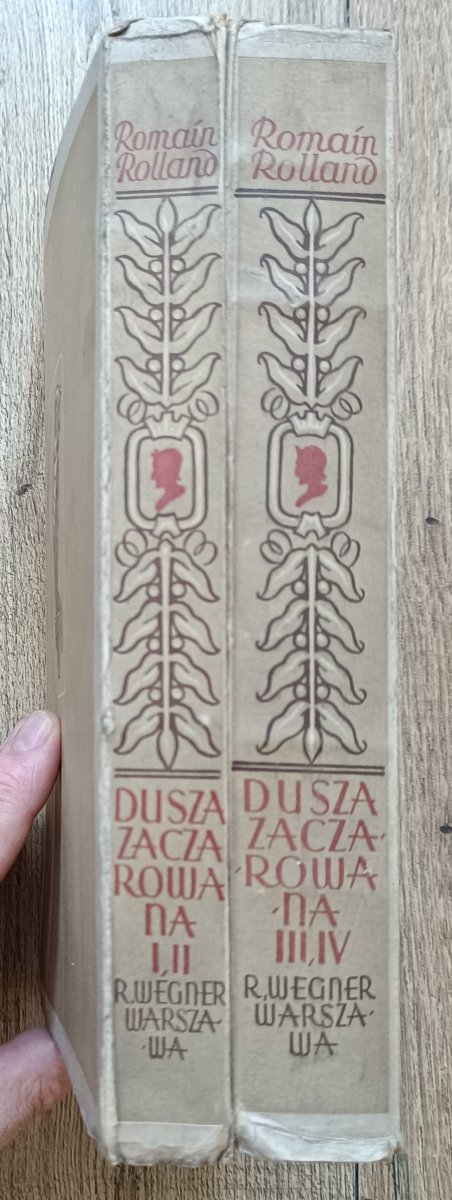 Romain
Rolland
DUSZA
ZACZA
ROWA
NA
I, II
R. WEGNER
WARSZA-
-WA
Romain
Rolland
DUSZA
ZACZA-
-ROWA-
-NA
III, IV
R. WEGNER
WARSZA-
WA